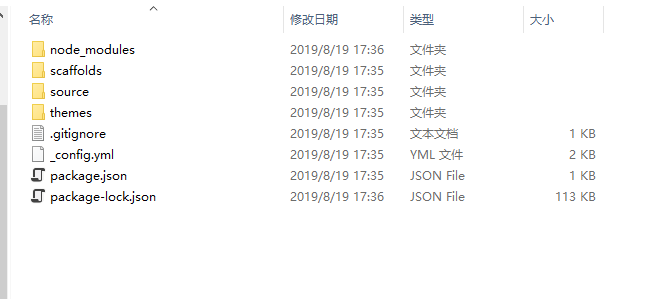 名称 修改日期 类型 大小
node_modules 2019/8/19 17:36 文件夹
scaffolds 2019/8/19 17:35 文件夹
source 2019/8/19 17:35 文件夹
themes 2019/8/19 17:35 文件夹
.gitignore 2019/8/19 17:35 文本文档 1 KB
_config.yml 2019/8/19 17:35 YML 文件 2 KB
package.json 2019/8/19 17:35 JSON File 1 KB
package-lock.json 2019/8/19 17:36 JSON File 113 KB